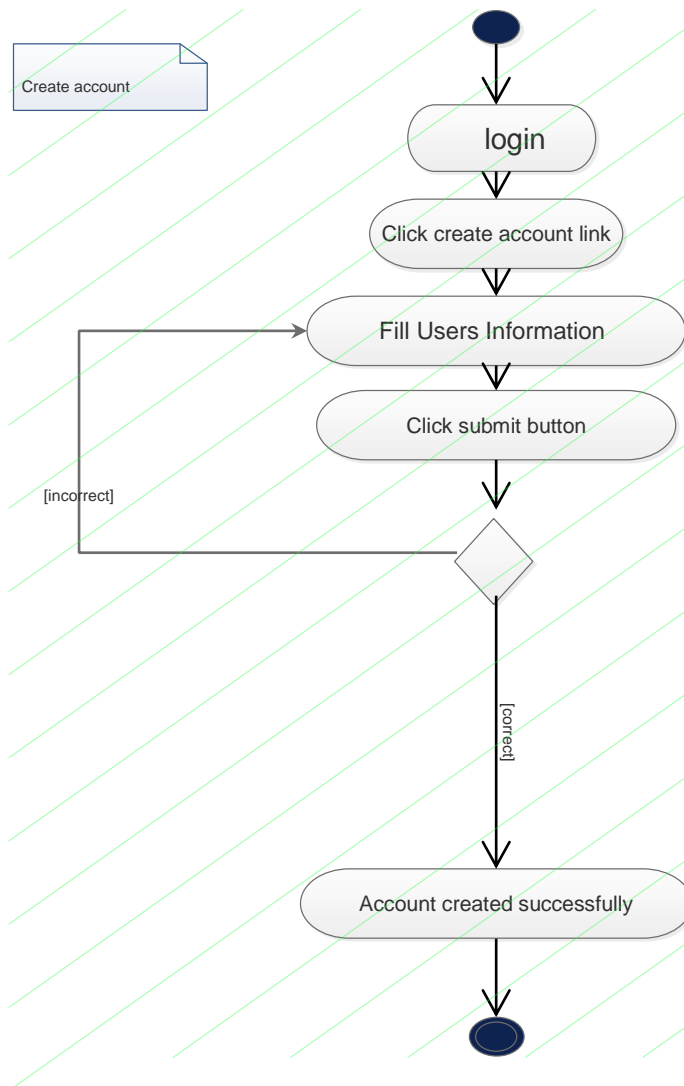 Create account
login
Click create account link
Fill Users Information
Click submit button
[incorrect]
[correct]
Account created successfully